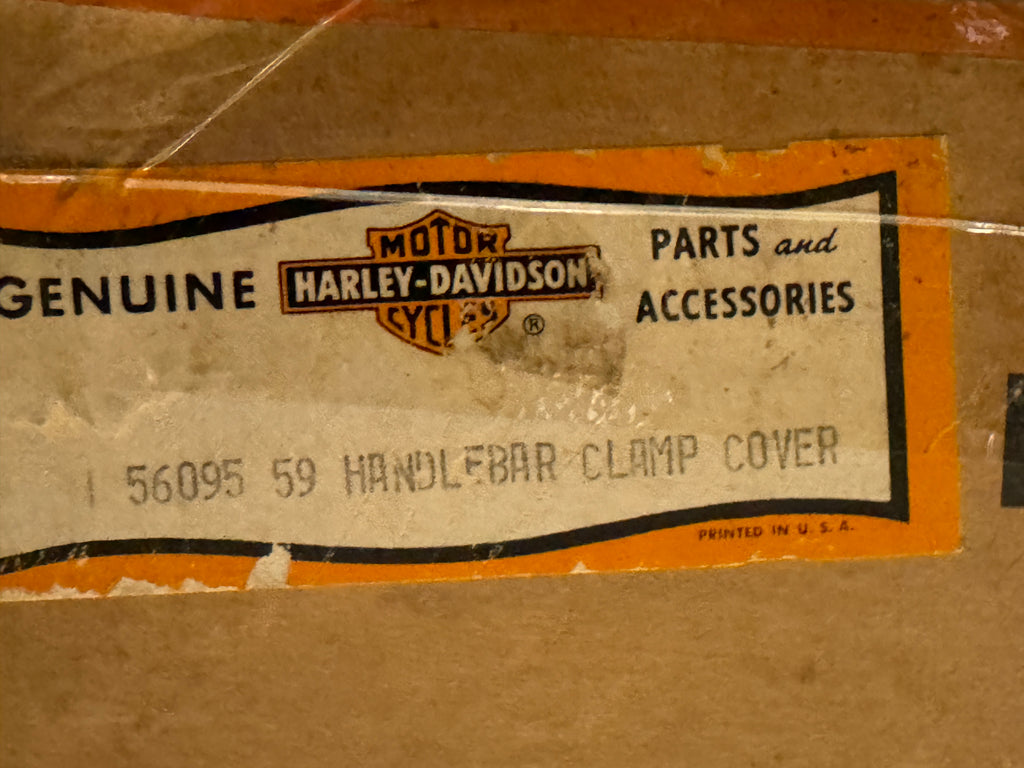 GENUINE
MOTOR
HARLEY-DAVIDSON
CYCLES
®
PARTS and
ACCESSORIES
1 56095 59 HANDLEBAR CLAMP COVER
PRINTED IN U. S. A.